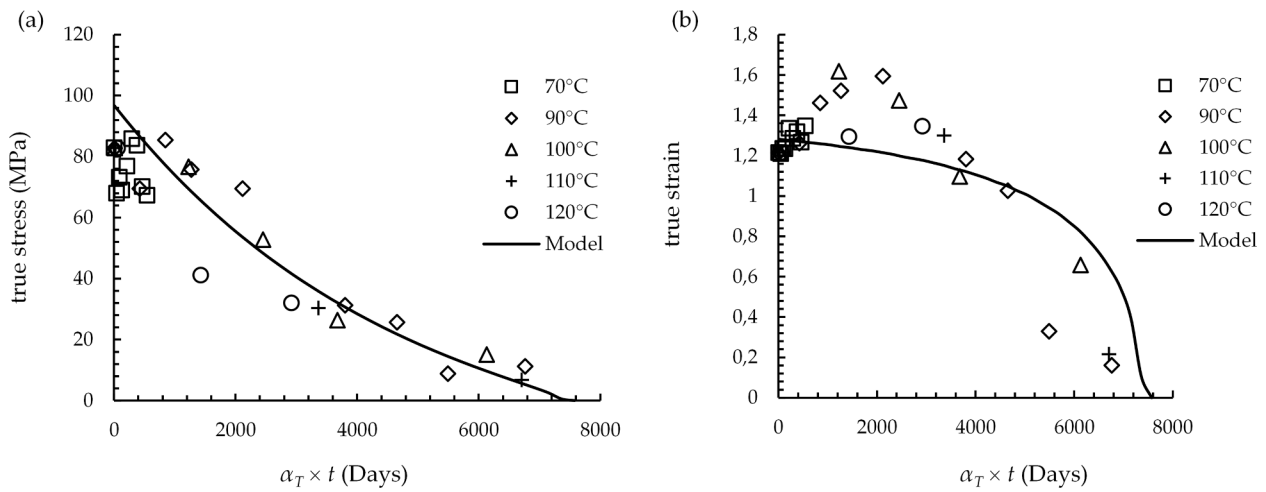 (a)
120
100
80
60
40
20
0
true stress (MPa)
0 2000 4000 6000 8000
α_T × t (Days)
70°C
90°C
100°C
110°C
120°C
Model
(b)
1,8
1,6
1,4
1,2
1
0,8
0,6
0,4
0,2
0
true strain
0 2000 4000 6000 8000
α_T × t (Days)
70°C
90°C
100°C
110°C
120°C
Model